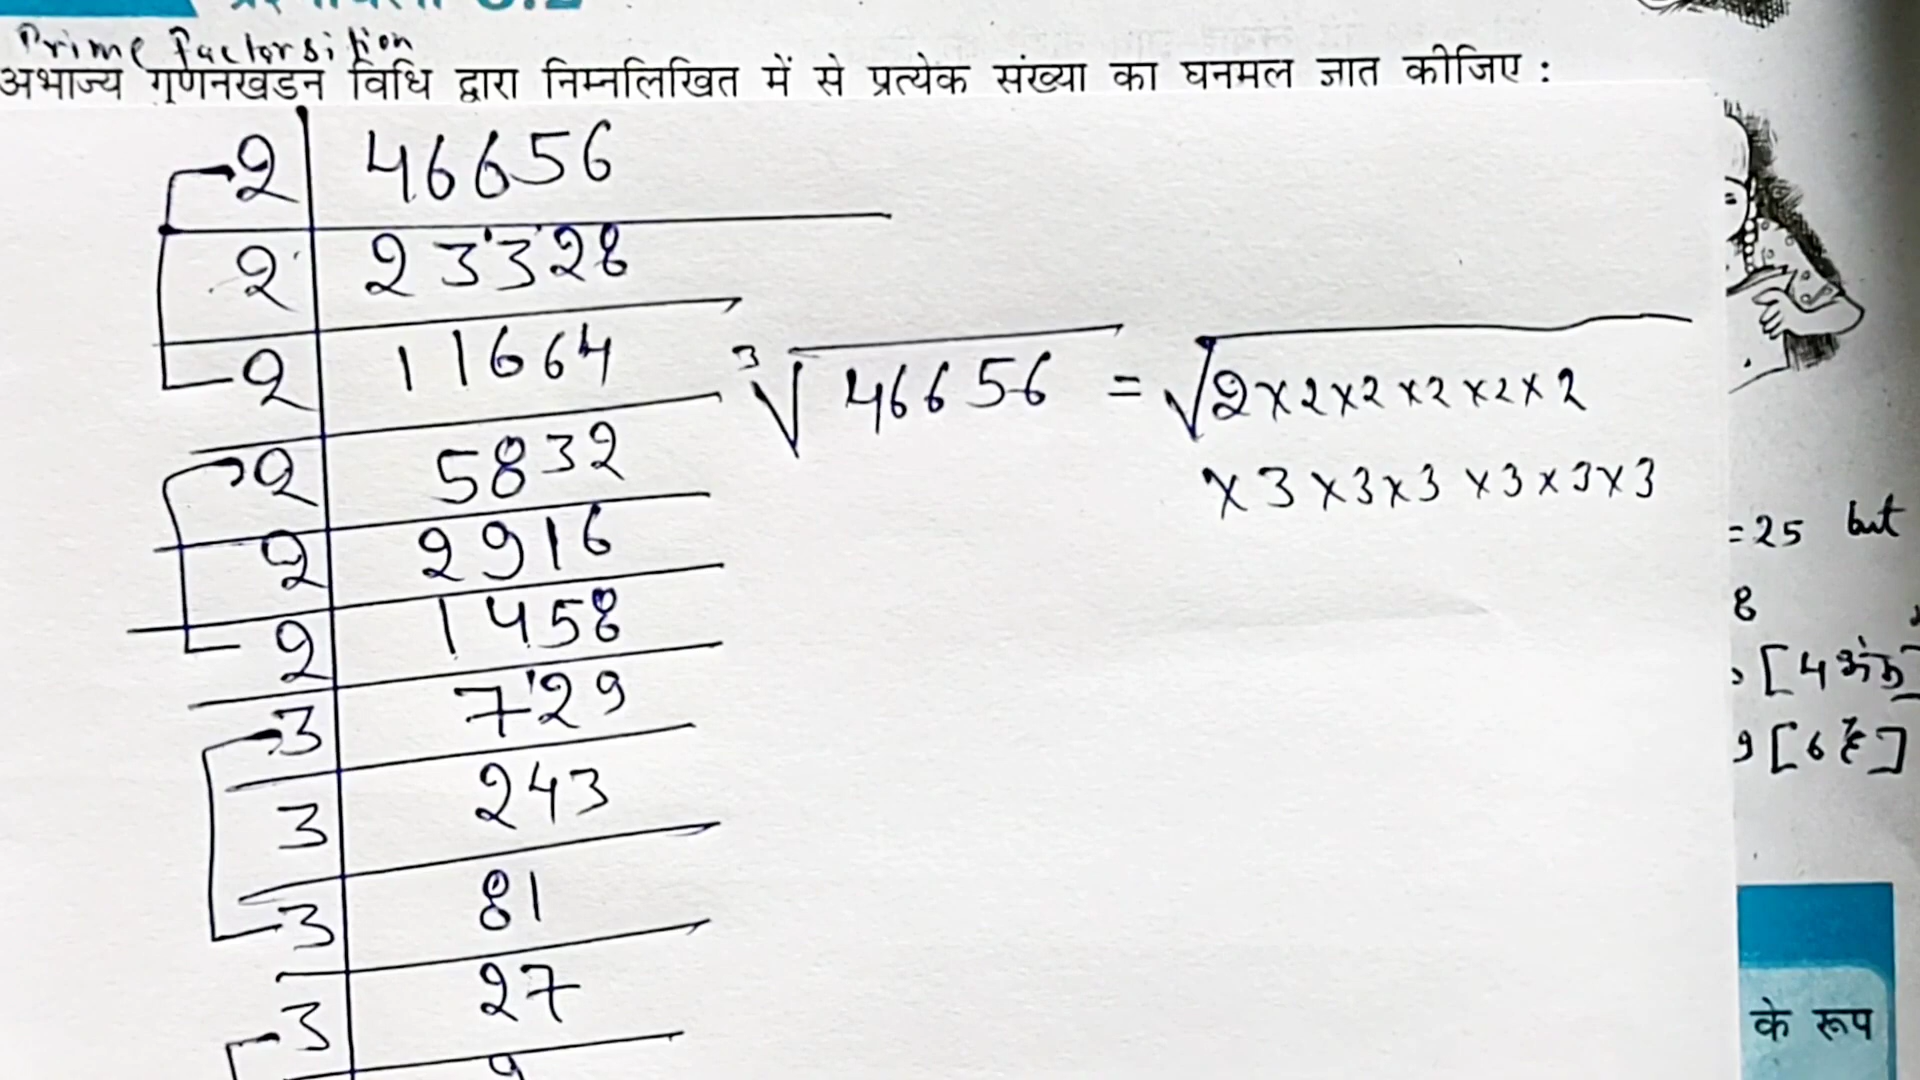 Prime factorsition
अभाज्य गुणनखंडन विधि द्वारा निम्नलिखित में से प्रत्येक संख्या का घनमूल ज्ञात कीजिए :
2 | 46656
2 | 23328
2 | 11664
∛46656 = √2×2×2×2×2×2
×3×3×3×3×3×3
2 | 5832
2 | 2916
2 | 1458
3 | 729
3 | 243
3 | 81
3 | 27
9
=25 but
8
[4 अंक]
9 [6 है]
के रूप